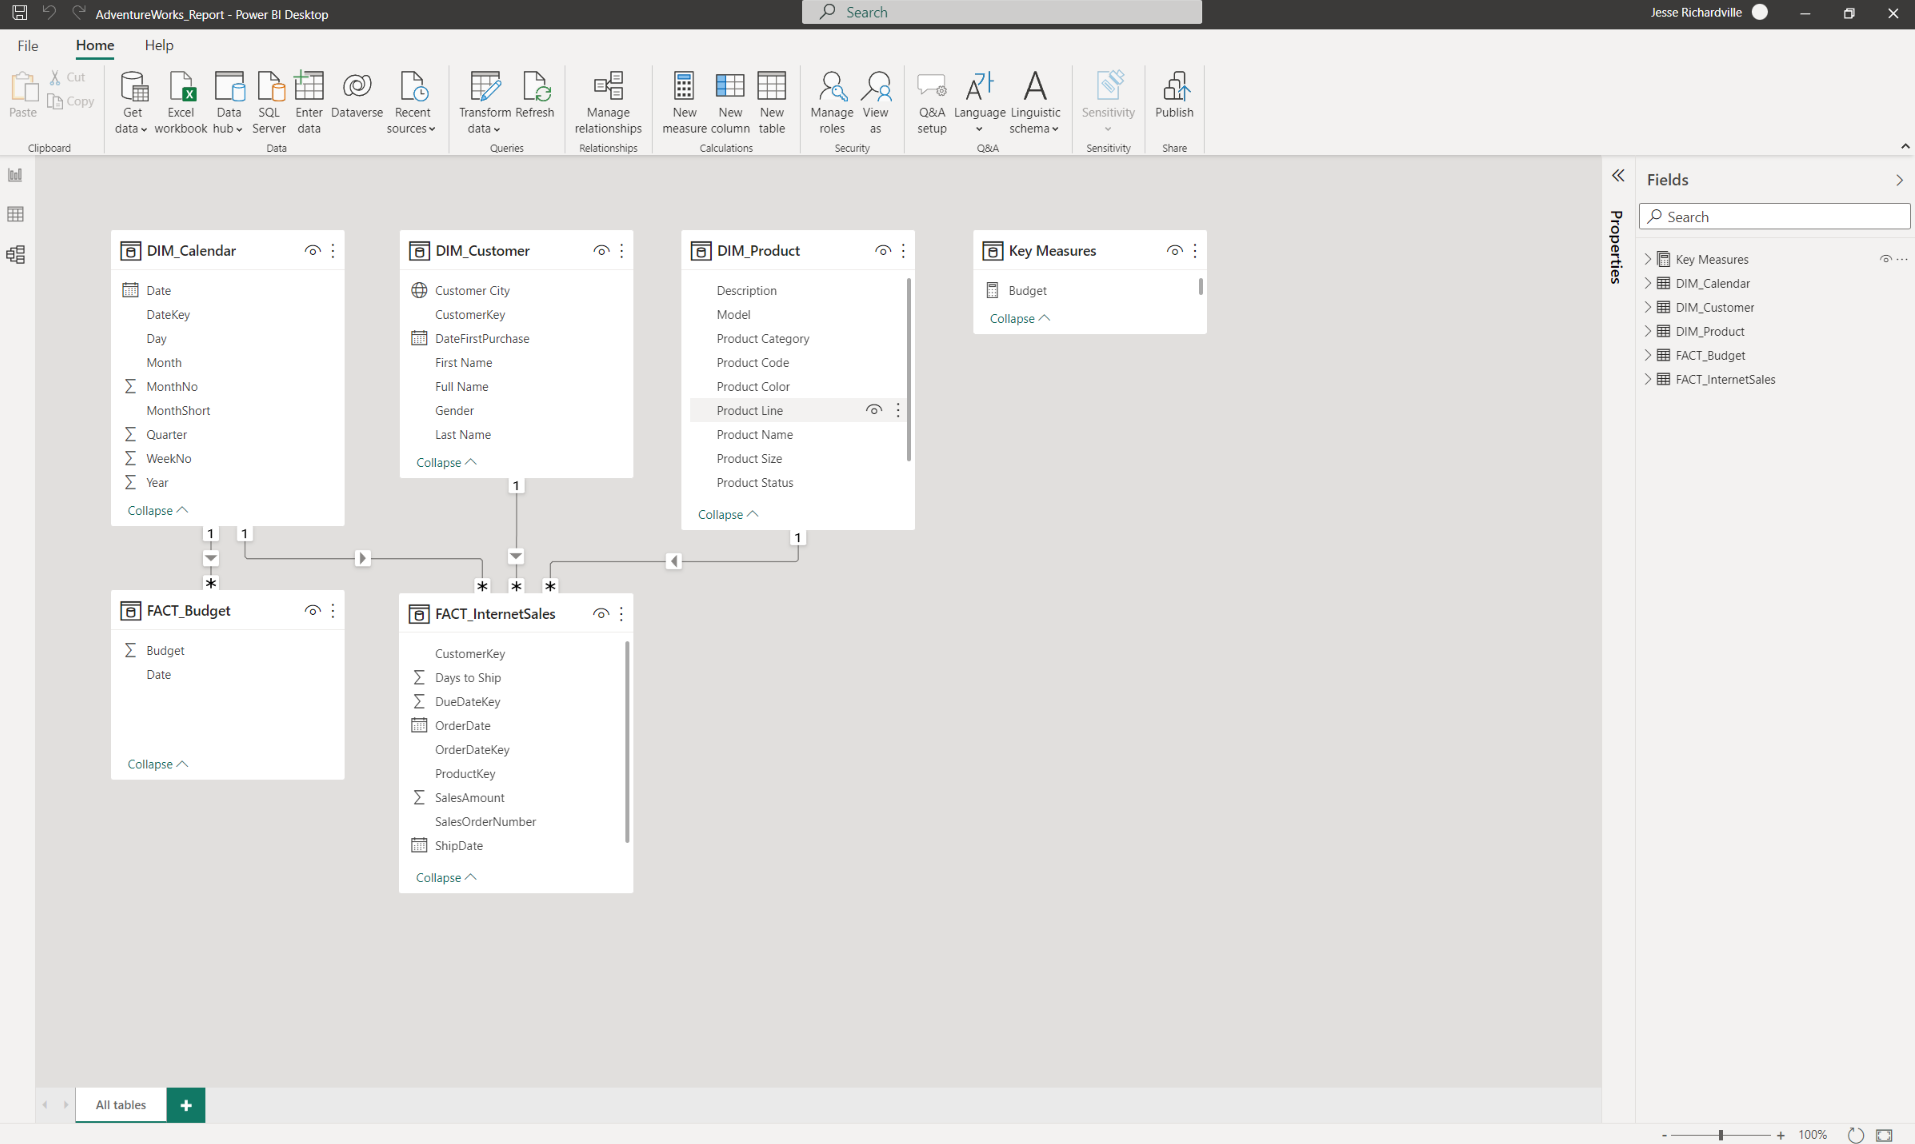 AdventureWorks_Report - Power BI Desktop
Search
Jesse Richardville
File
Home
Help
Paste
Cut
Copy
Clipboard
Get data
Excel workbook
Data hub
SQL Server
Enter data
Dataverse
Recent sources
Data
Transform data
Refresh
Queries
Manage relationships
Relationships
New measure
New column
New table
Calculations
Manage roles
View as
Security
Q&A setup
Language
Linguistic schema
Q&A
Sensitivity
Sensitivity
Publish
Share
DIM_Calendar
Date
DateKey
Day
Month
MonthNo
MonthShort
Quarter
WeekNo
Year
Collapse
1
1
*
DIM_Customer
Customer City
CustomerKey
DateFirstPurchase
First Name
Full Name
Gender
Last Name
Collapse
1
DIM_Product
Description
Model
Product Category
Product Code
Product Color
Product Line
Product Name
Product Size
Product Status
Collapse
1
Key Measures
Budget
Collapse
FACT_Budget
Budget
Date
Collapse
* * *
FACT_InternetSales
CustomerKey
Days to Ship
DueDateKey
OrderDate
OrderDateKey
ProductKey
SalesAmount
SalesOrderNumber
ShipDate
Collapse
Properties
Fields
Search
Key Measures
DIM_Calendar
DIM_Customer
DIM_Product
FACT_Budget
FACT_InternetSales
All tables
+
- + 100%